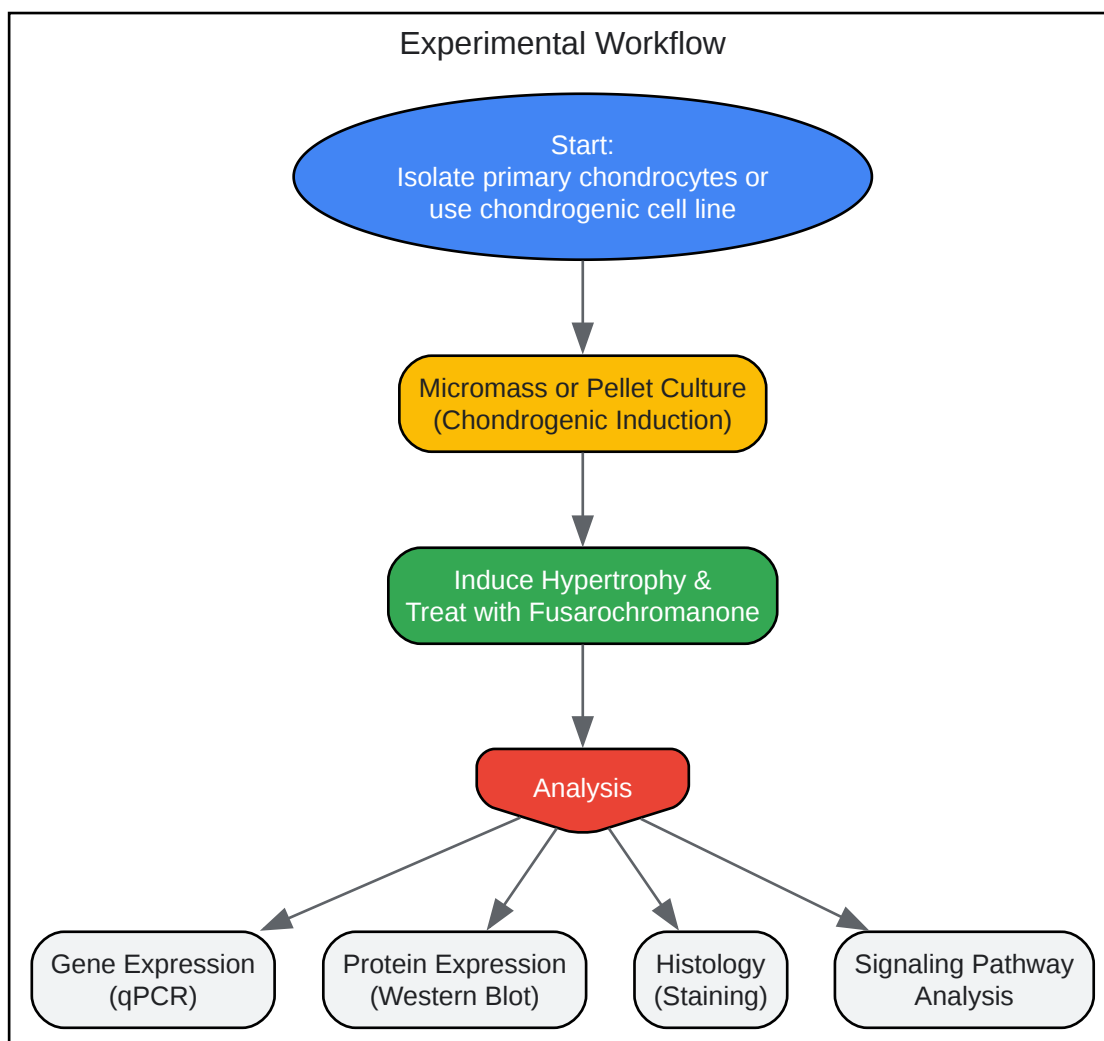 Experimental Workflow
Start:
Isolate primary chondrocytes or
use chondrogenic cell line
Micromass or Pellet Culture
(Chondrogenic Induction)
Induce Hypertrophy &
Treat with Fusarochromanone
Analysis
Gene Expression
(qPCR)
Protein Expression
(Western Blot)
Histology
(Staining)
Signaling Pathway
Analysis